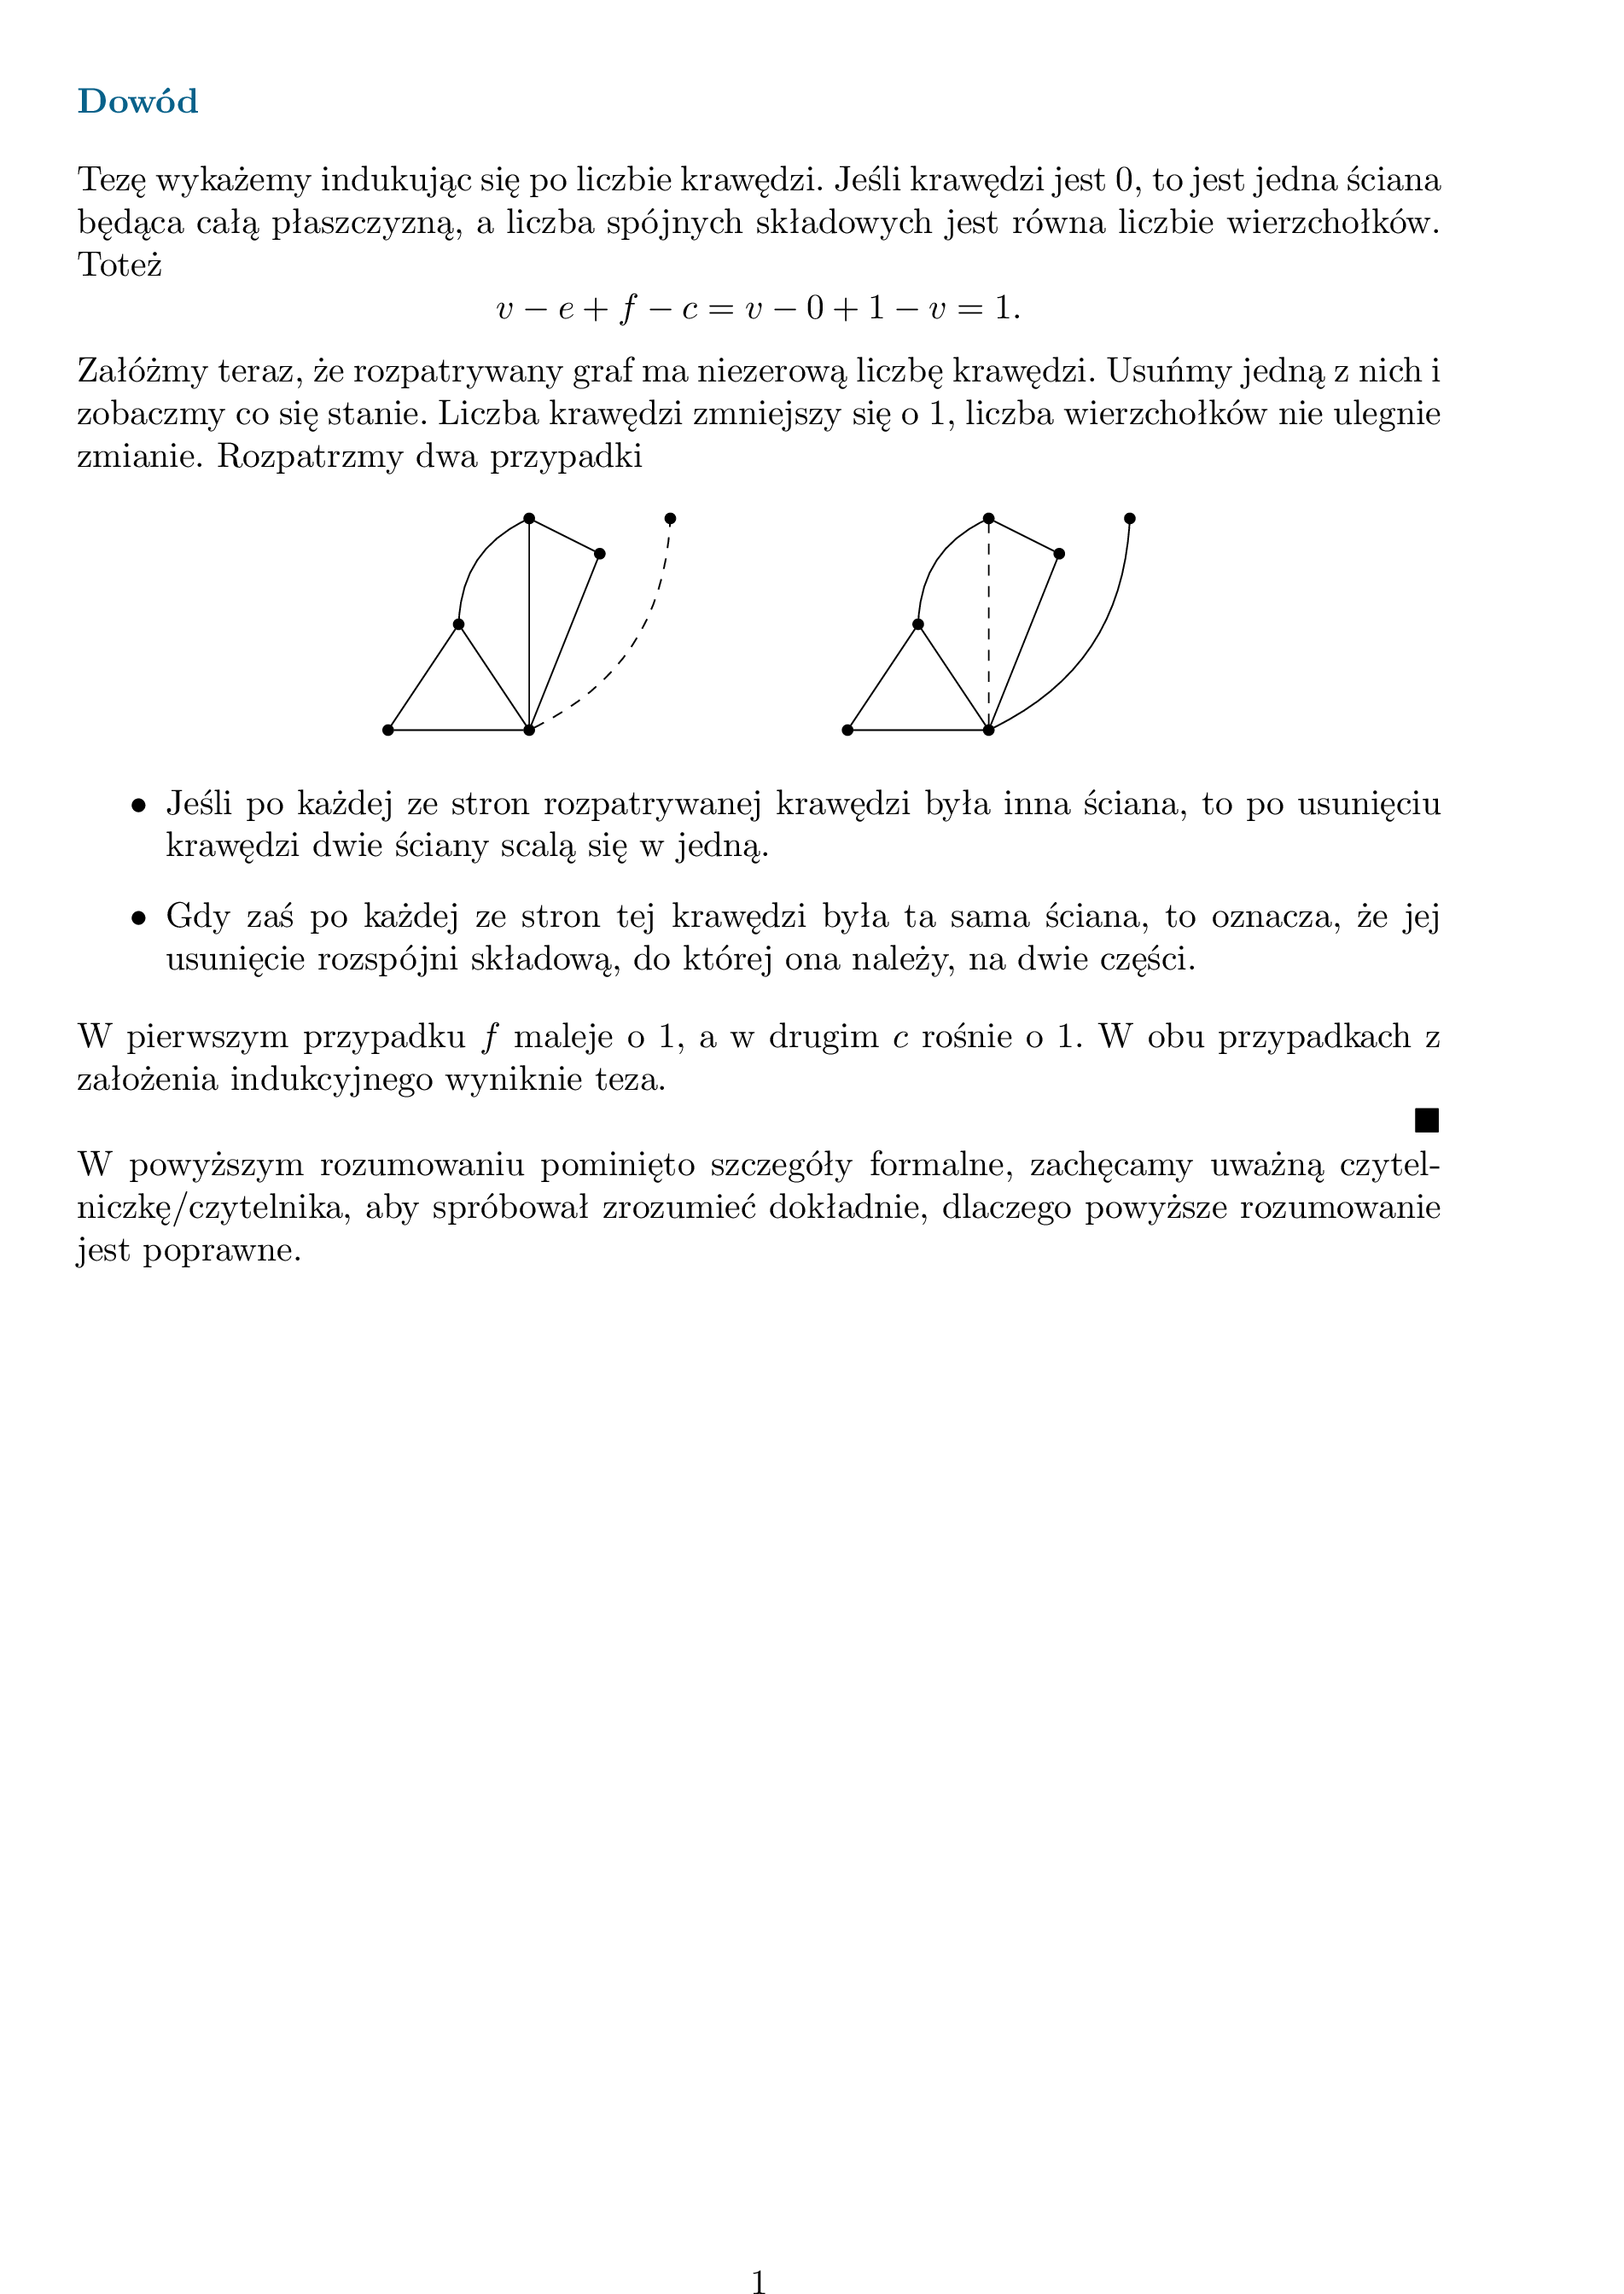 Dowód
Tezę wykażemy indukując się po liczbie krawędzi. Jeśli krawędzi jest 0, to jest jedna ściana
będąca całą płaszczyzną, a liczba spójnych składowych jest równa liczbie wierzchołków.
Toteż
v − e + f − c = v − 0 + 1 − v = 1.
Załóżmy teraz, że rozpatrywany graf ma niezerową liczbę krawędzi. Usuńmy jedną z nich i
zobaczmy co się stanie. Liczba krawędzi zmniejszy się o 1, liczba wierzchołków nie ulegnie
zmianie. Rozpatrzmy dwa przypadki
• Jeśli po każdej ze stron rozpatrywanej krawędzi była inna ściana, to po usunięciu
krawędzi dwie ściany scalą się w jedną.
• Gdy zaś po każdej ze stron tej krawędzi była ta sama ściana, to oznacza, że jej
usunięcie rozspójni składową, do której ona należy, na dwie części.
W pierwszym przypadku f maleje o 1, a w drugim c rośnie o 1. W obu przypadkach z
założenia indukcyjnego wyniknie teza.
■
W powyższym rozumowaniu pominięto szczegóły formalne, zachęcamy uważną czytel-
niczkę/czytelnika, aby spróbował zrozumieć dokładnie, dlaczego powyższe rozumowanie
jest poprawne.
1